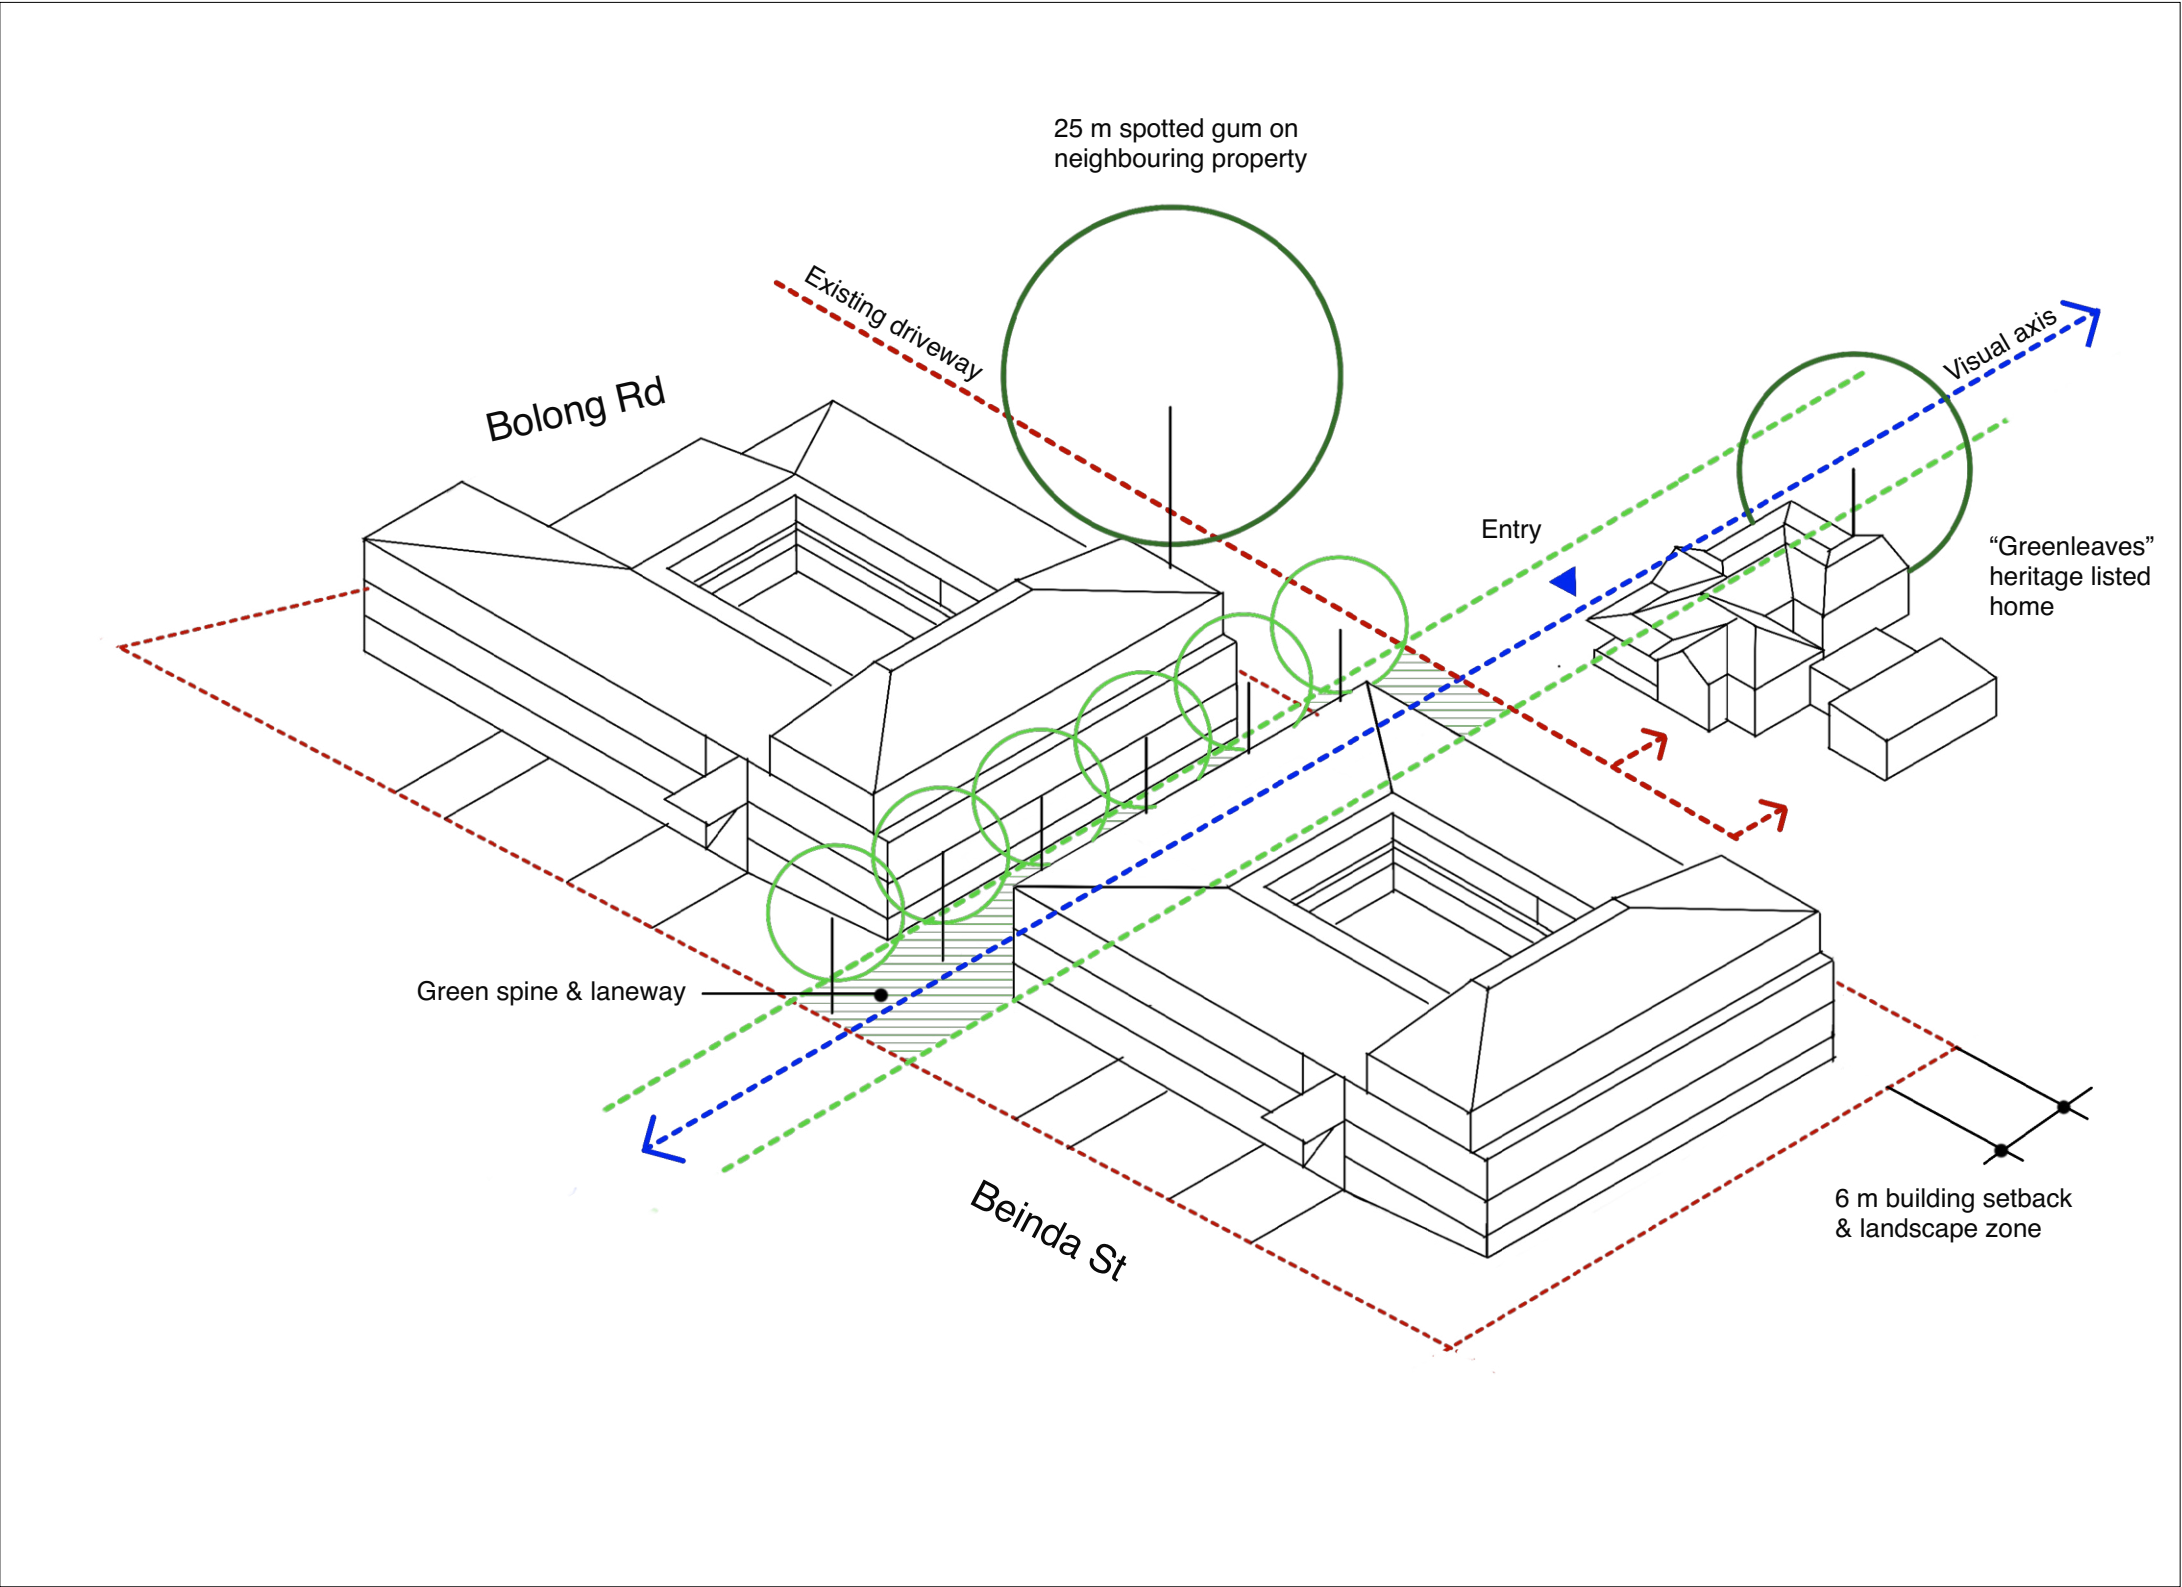 25 m spotted gum on
neighbouring property
Existing driveway
Visual axis
Bolong Rd
Entry
“Greenleaves”
heritage listed
home
Green spine & laneway
Beinda St
6 m building setback
& landscape zone